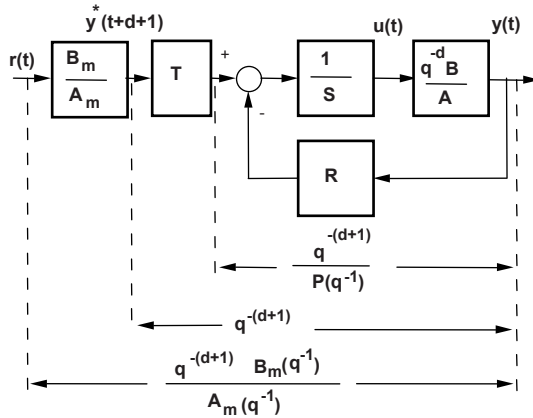 y*(t+d+1)
r(t)
u(t)
y(t)
B_m
A_m
T
+
-
1
S
q^-d B
A
R
q^-(d+1)
P(q^-1)
q^-(d+1)
q^-(d+1) B_m(q^-1)
A_m(q^-1)